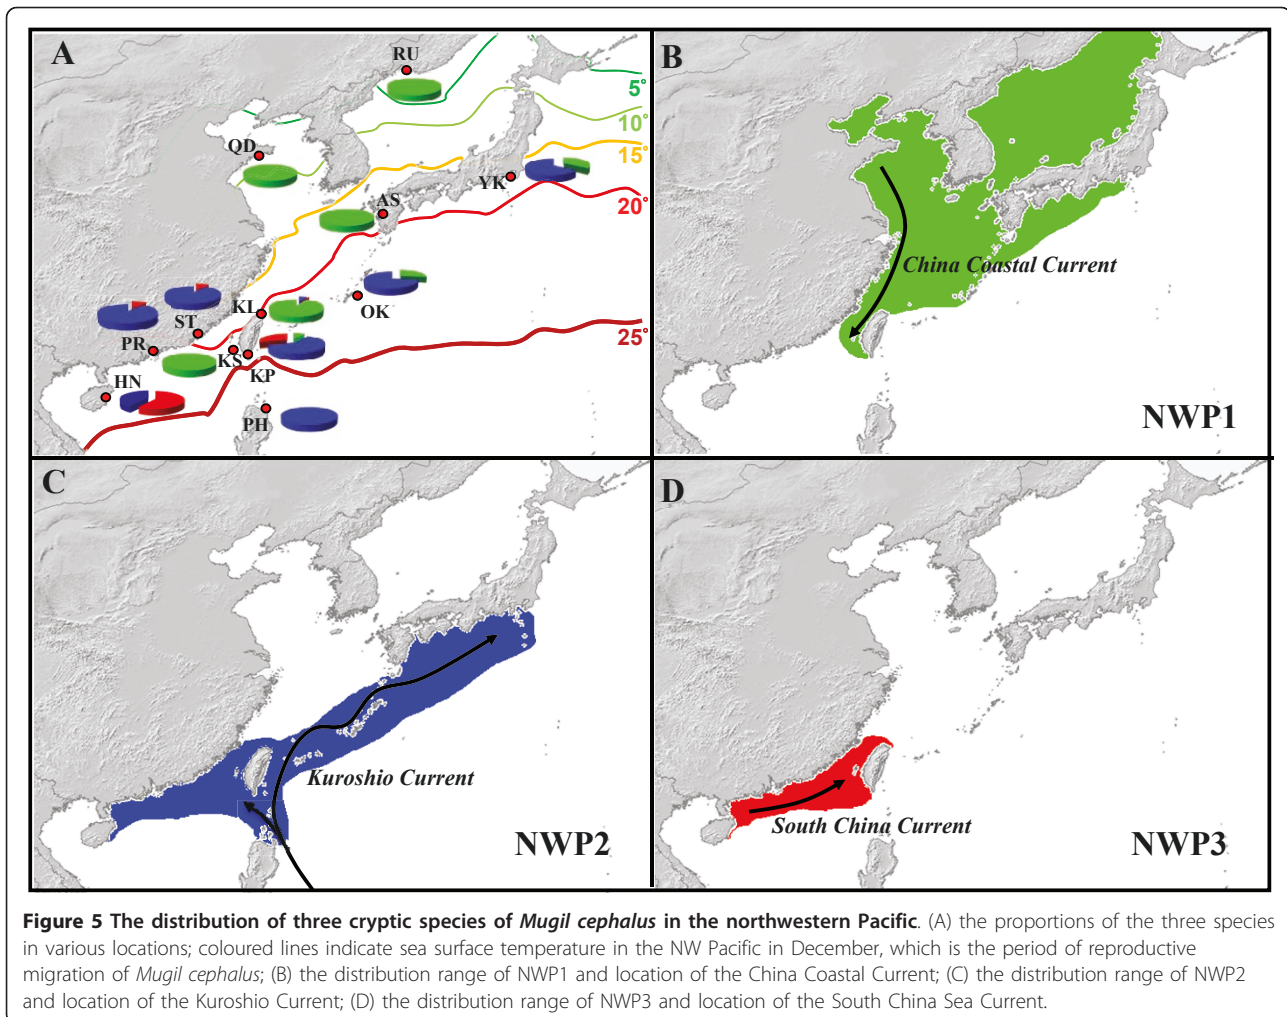 A
RU
5°
10°
QD
15°
YK
AS
20°
KL
OK
ST
PR
KS
25°
KP
HN
PH
B
China Coastal Current
NWP1
C
Kuroshio Current
NWP2
D
South China Current
NWP3
Figure 5 The distribution of three cryptic species of Mugil cephalus in the northwestern Pacific. (A) the proportions of the three species
in various locations; coloured lines indicate sea surface temperature in the NW Pacific in December, which is the period of reproductive
migration of Mugil cephalus; (B) the distribution range of NWP1 and location of the China Coastal Current; (C) the distribution range of NWP2
and location of the Kuroshio Current; (D) the distribution range of NWP3 and location of the South China Sea Current.